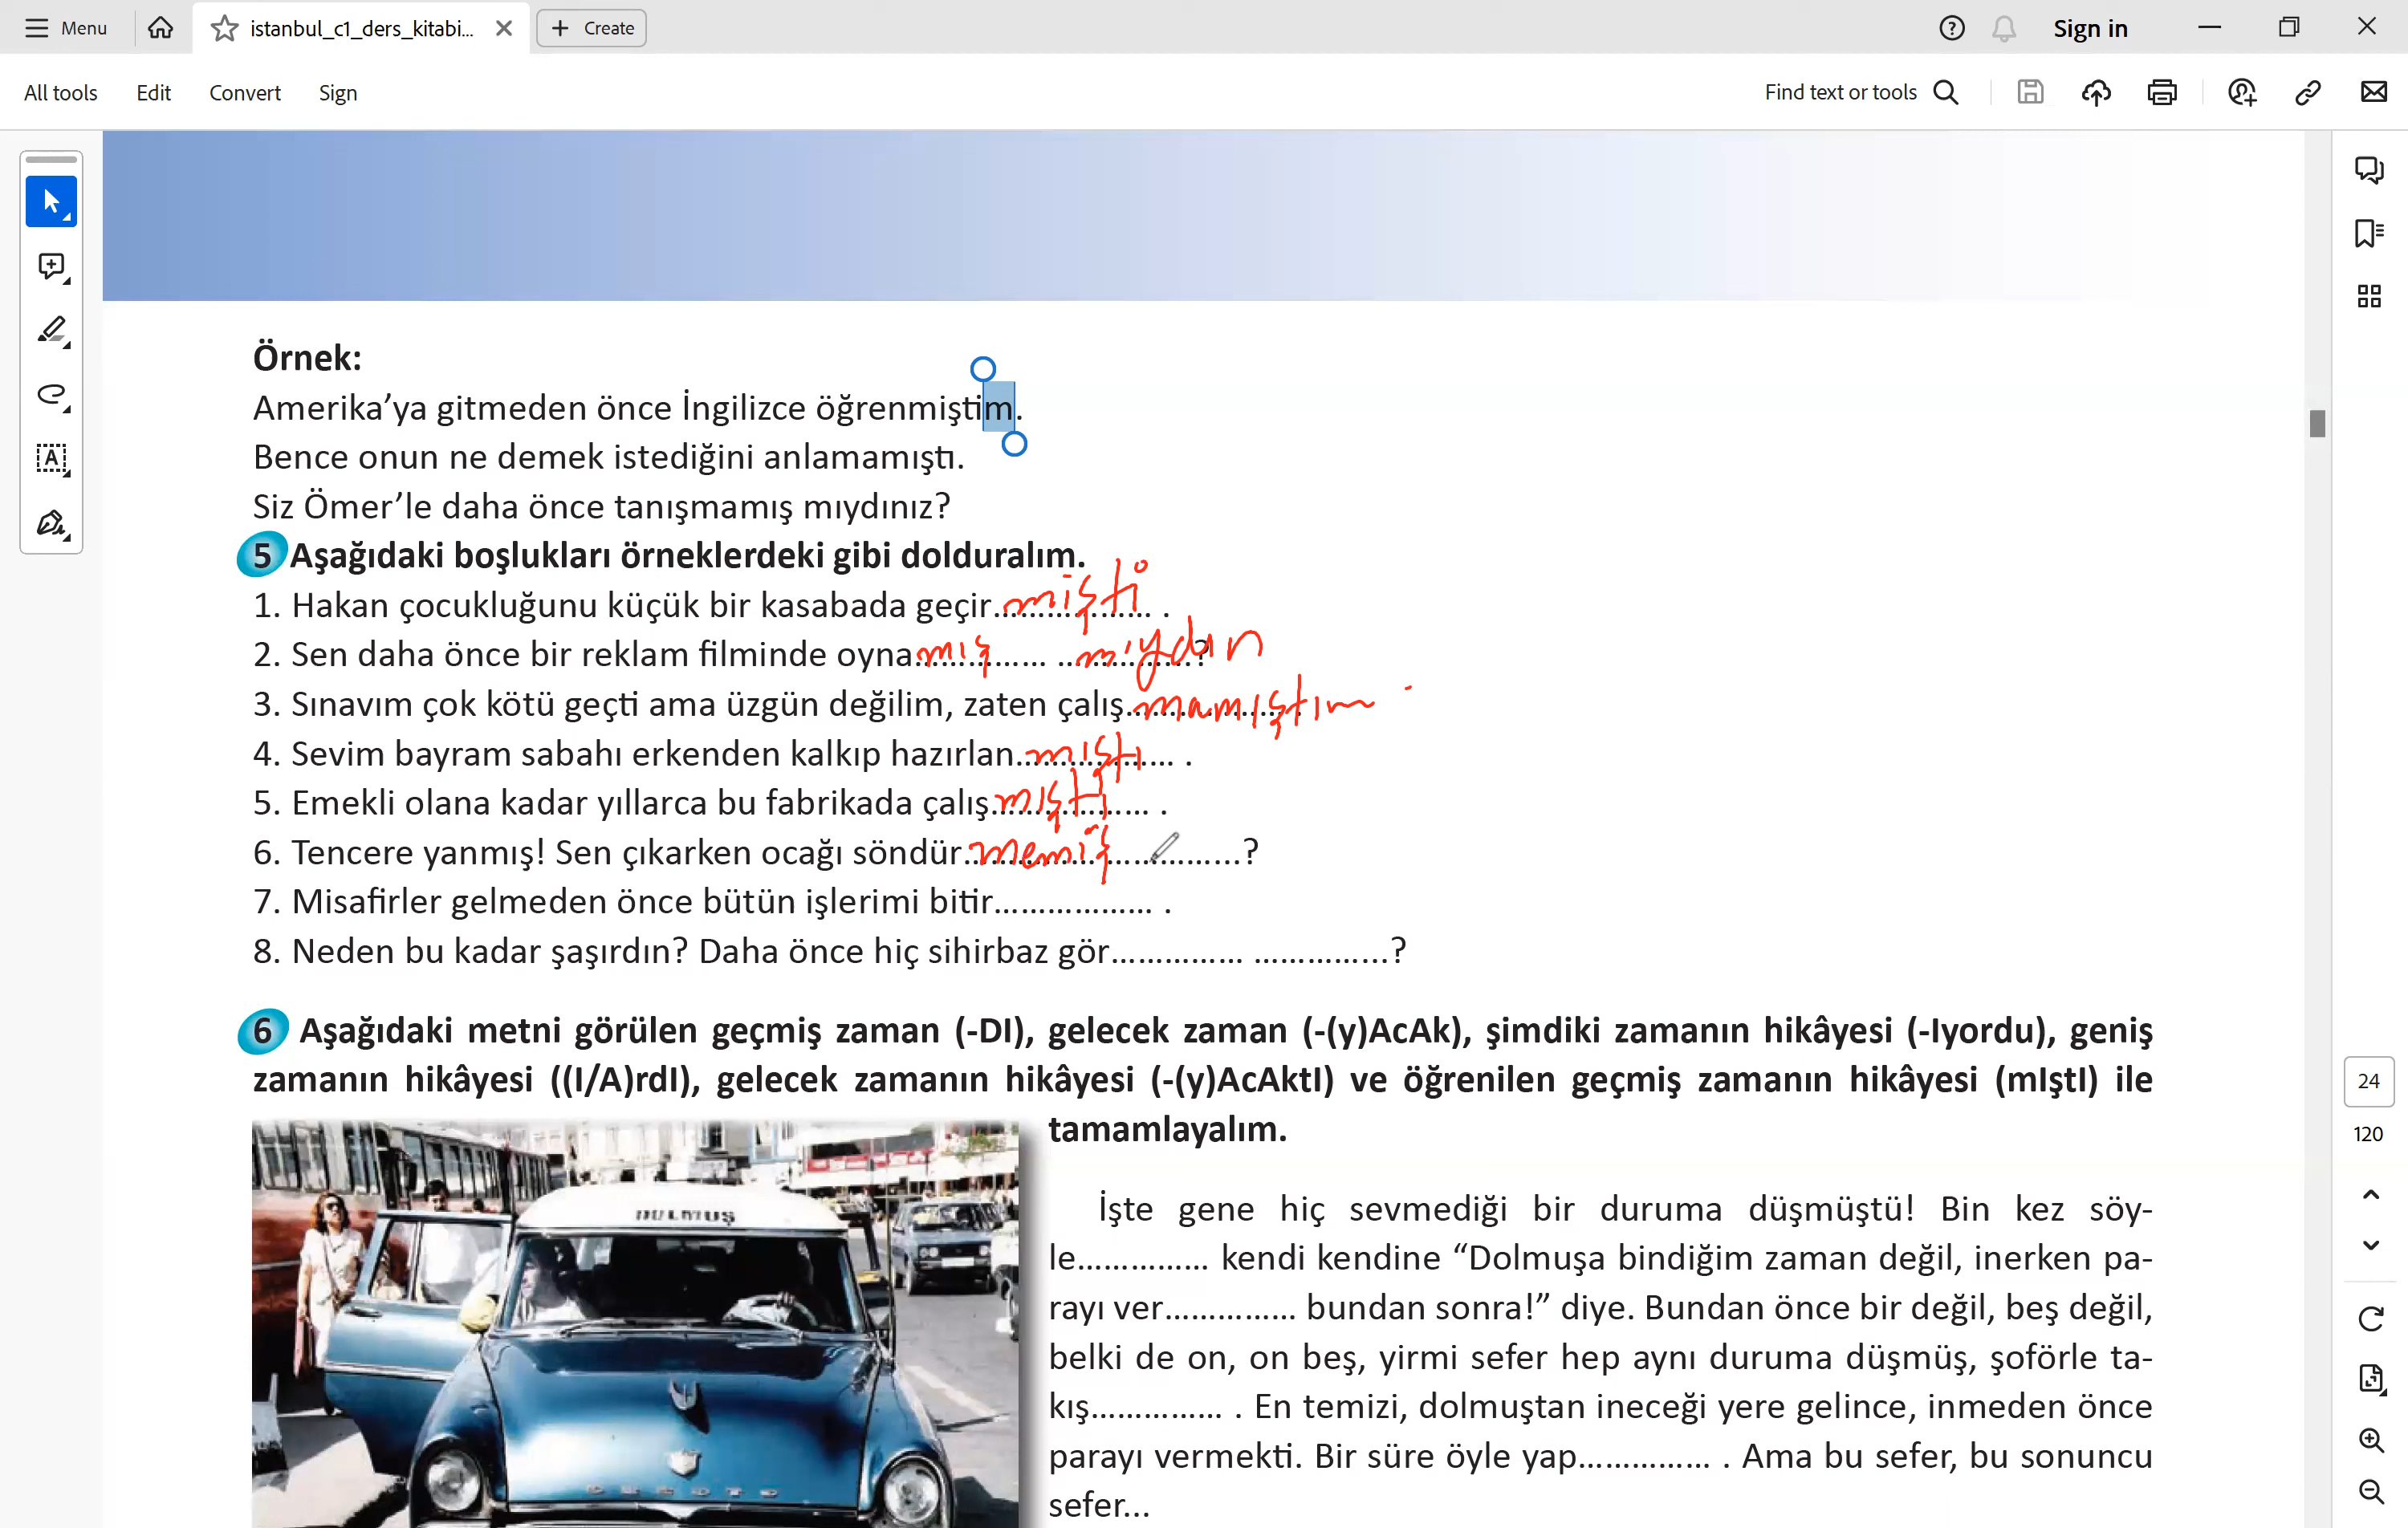 Menu
istanbul_c1_ders_kitabi...
Create
Sign in
All tools
Edit
Convert
Sign
Find text or tools
Örnek:
Amerika’ya gitmeden önce İngilizce öğrenmiştim.
Bence onun ne demek istediğini anlamamıştı.
Siz Ömer’le daha önce tanışmamış mıydınız?
5 Aşağıdaki boşlukları örneklerdeki gibi dolduralım.
1. Hakan çocukluğunu küçük bir kasabada geçir mişti .
2. Sen daha önce bir reklam filminde oyna mış mıydın ?
3. Sınavım çok kötü geçti ama üzgün değilim, zaten çalış mamıştım .
4. Sevim bayram sabahı erkenden kalkıp hazırlan mıştı .
5. Emekli olana kadar yıllarca bu fabrikada çalış mıştı .
6. Tencere yanmış! Sen çıkarken ocağı söndür memiş ...............?
7. Misafirler gelmeden önce bütün işlerimi bitir.................. .
8. Neden bu kadar şaşırdın? Daha önce hiç sihirbaz gör............... ...............?
6 Aşağıdaki metni görülen geçmiş zaman (-DI), gelecek zaman (-(y)AcAk), şimdiki zamanın hikâyesi (-Iyordu), geniş
zamanın hikâyesi ((I/A)rdI), gelecek zamanın hikâyesi (-(y)AcAktI) ve öğrenilen geçmiş zamanın hikâyesi (mIştI) ile
tamamlayalım.
İşte gene hiç sevmediği bir duruma düşmüştü! Bin kez söy-
le............... kendi kendine “Dolmuşa bindiğim zaman değil, inerken pa-
rayı ver............... bundan sonra!” diye. Bundan önce bir değil, beş değil,
belki de on, on beş, yirmi sefer hep aynı duruma düşmüş, şoförle ta-
kış............... . En temizi, dolmuştan ineceği yere gelince, inmeden önce
parayı vermekti. Bir süre öyle yap............... . Ama bu sefer, bu sonuncu
sefer...
DOLMUŞ
24
120